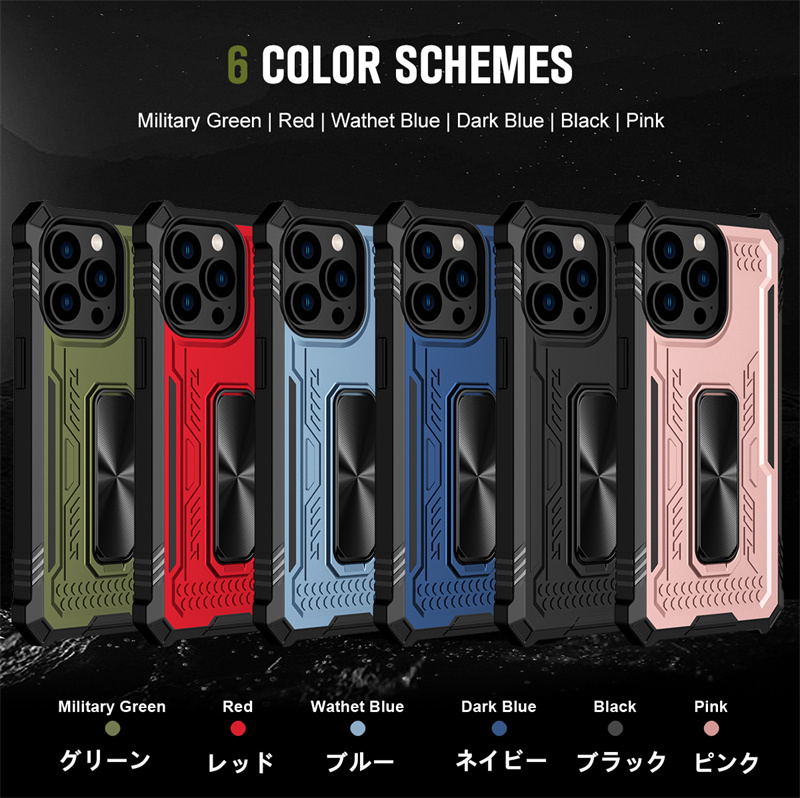 6 COLOR SCHEMES
Military Green | Red | Wathet Blue | Dark Blue | Black | Pink
Military Green Red Wathet Blue Dark Blue Black Pink
グリーン レッド ブルー ネイビー ブラック ピンク